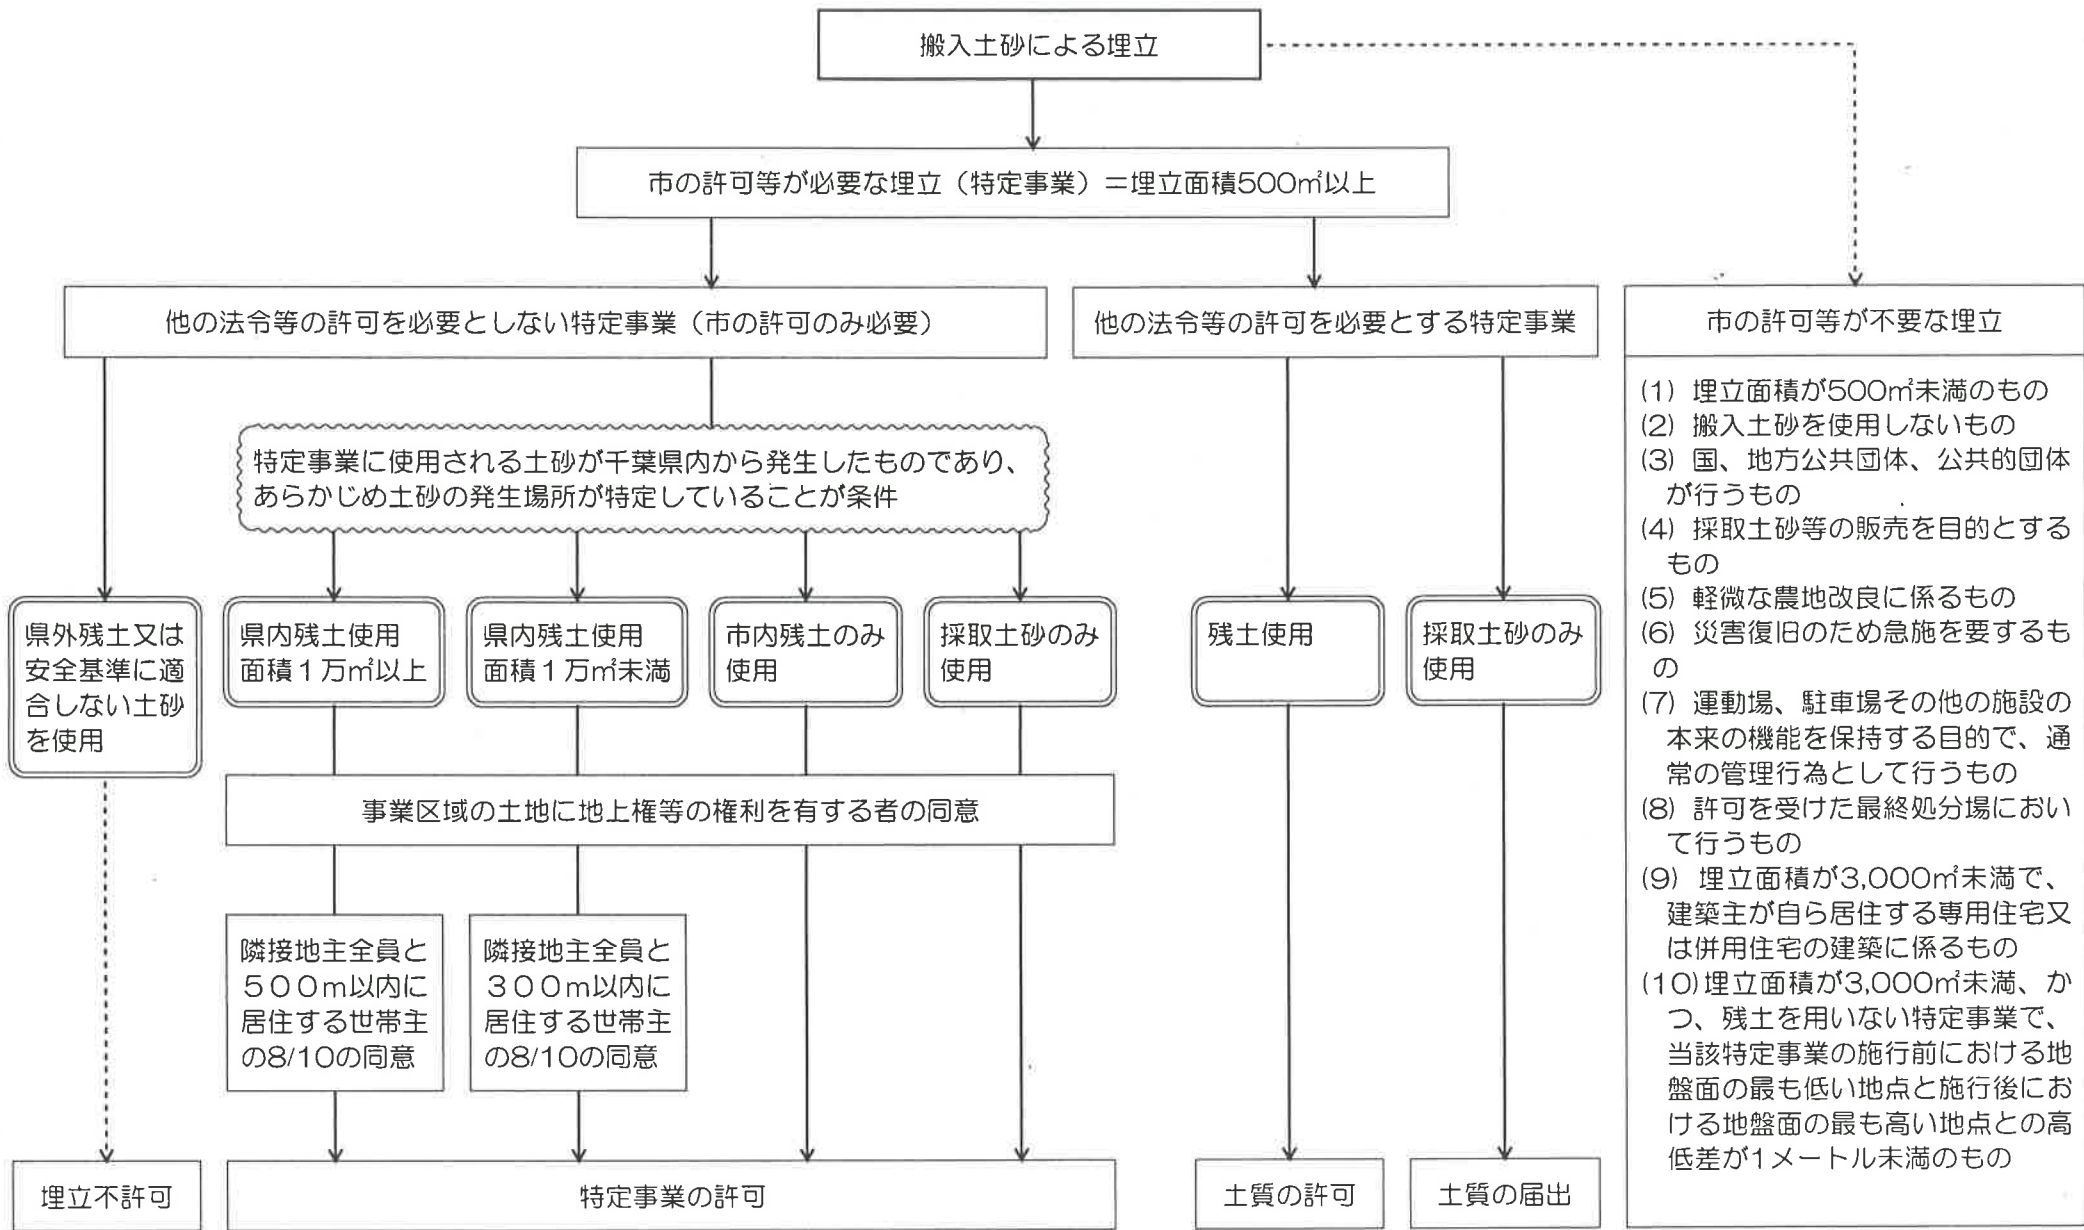 搬入土砂による埋立
市の許可等が必要な埋立（特定事業）＝埋立面積500㎡以上
他の法令等の許可を必要としない特定事業（市の許可のみ必要）
他の法令等の許可を必要とする特定事業
市の許可等が不要な埋立
特定事業に使用される土砂が千葉県内から発生したものであり、
あらかじめ土砂の発生場所が特定していることが条件
県外残土又は
安全基準に適
合しない土砂
を使用
県内残土使用
面積１万㎡以上
県内残土使用
面積１万㎡未満
市内残土のみ
使用
採取土砂のみ
使用
残土使用
採取土砂のみ
使用
事業区域の土地に地上権等の権利を有する者の同意
隣接地主全員と
５００ｍ以内に
居住する世帯主
の8/10の同意
隣接地主全員と
３００ｍ以内に
居住する世帯主
の8/10の同意
埋立不許可
特定事業の許可
土質の許可
土質の届出
(1) 埋立面積が500㎡未満のもの
(2) 搬入土砂を使用しないもの
(3) 国、地方公共団体、公共的団体
が行うもの
(4) 採取土砂等の販売を目的とする
もの
(5) 軽微な農地改良に係るもの
(6) 災害復旧のため急施を要するも
の
(7) 運動場、駐車場その他の施設の
本来の機能を保持する目的で、通
常の管理行為として行うもの
(8) 許可を受けた最終処分場におい
て行うもの
(9) 埋立面積が3,000㎡未満で、
建築主が自ら居住する専用住宅又
は併用住宅の建築に係るもの
(10)埋立面積が3,000㎡未満、か
つ、残土を用いない特定事業で、
当該特定事業の施行前における地
盤面の最も低い地点と施行後にお
ける地盤面の最も高い地点との高
低差が1メートル未満のもの